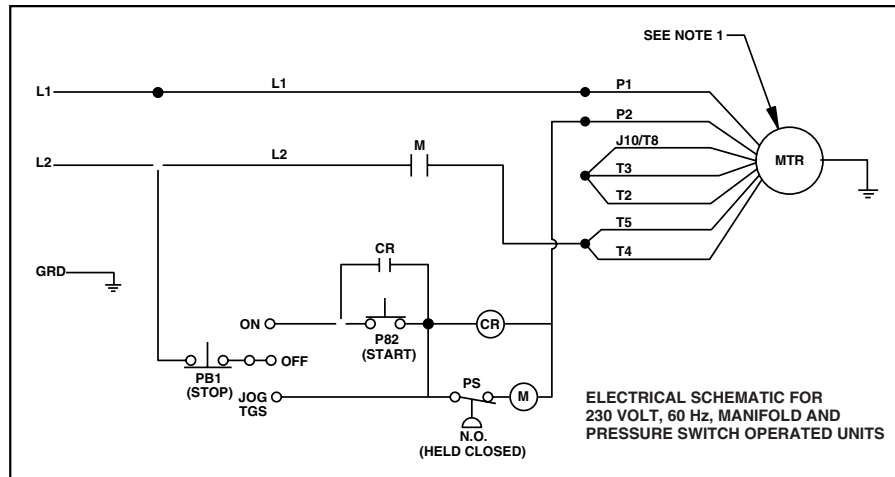 SEE NOTE 1
L1
L1
P1
P2
M
J10/T8
L2
L2
MTR
T3
T2
T5
CR
T4
GRD
ON
CR
P82
(START)
OFF
PB1
(STOP)
PS
JOG
TGS
M
N.O.
(HELD CLOSED)
ELECTRICAL SCHEMATIC FOR
230 VOLT, 60 Hz, MANIFOLD AND
PRESSURE SWITCH OPERATED UNITS